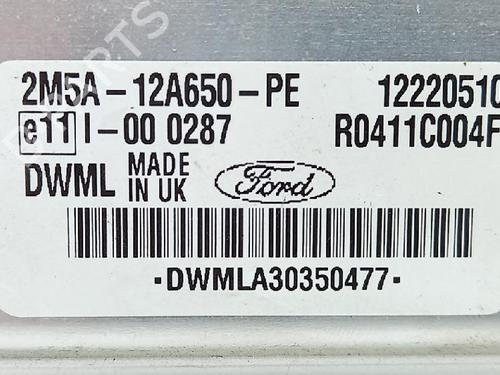 2M5A-12A650-PE 12220510
e11 I-00 0287 R0411C004F
DWML MADE IN UK Ford
·DWMLA30350477·